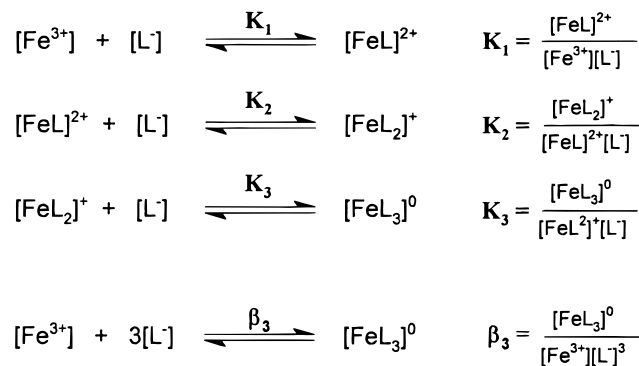 [Fe³⁺] + [L⁻] K₁ [FeL]²⁺ K₁ = [FeL]²⁺ / [Fe³⁺][L⁻]
[FeL]²⁺ + [L⁻] K₂ [FeL₂]⁺ K₂ = [FeL₂]⁺ / [FeL]²⁺[L⁻]
[FeL₂]⁺ + [L⁻] K₃ [FeL₃]⁰ K₃ = [FeL₃]⁰ / [FeL²]⁺[L⁻]
[Fe³⁺] + 3[L⁻] β₃ [FeL₃]⁰ β₃ = [FeL₃]⁰ / [Fe³⁺][L⁻]³